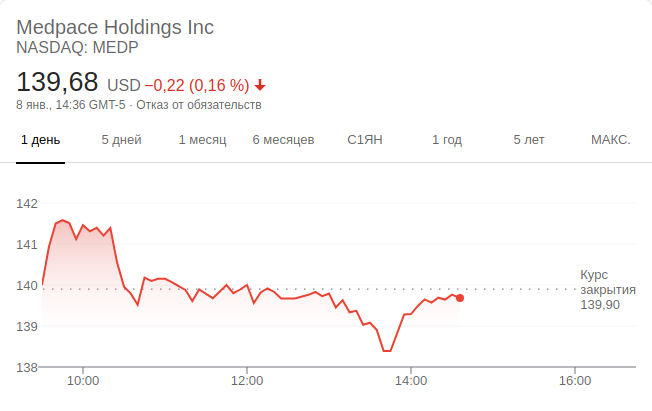 Medpace Holdings Inc
NASDAQ: MEDP
139,68 USD −0,22 (0,16 %)
8 янв., 14:36 GMT-5 · Отказ от обязательств
1 день 5 дней 1 месяц 6 месяцев С1ЯН 1 год 5 лет МАКС.
142
141
140
139
138
Курс
закрытия
139,90
10:00 12:00 14:00 16:00